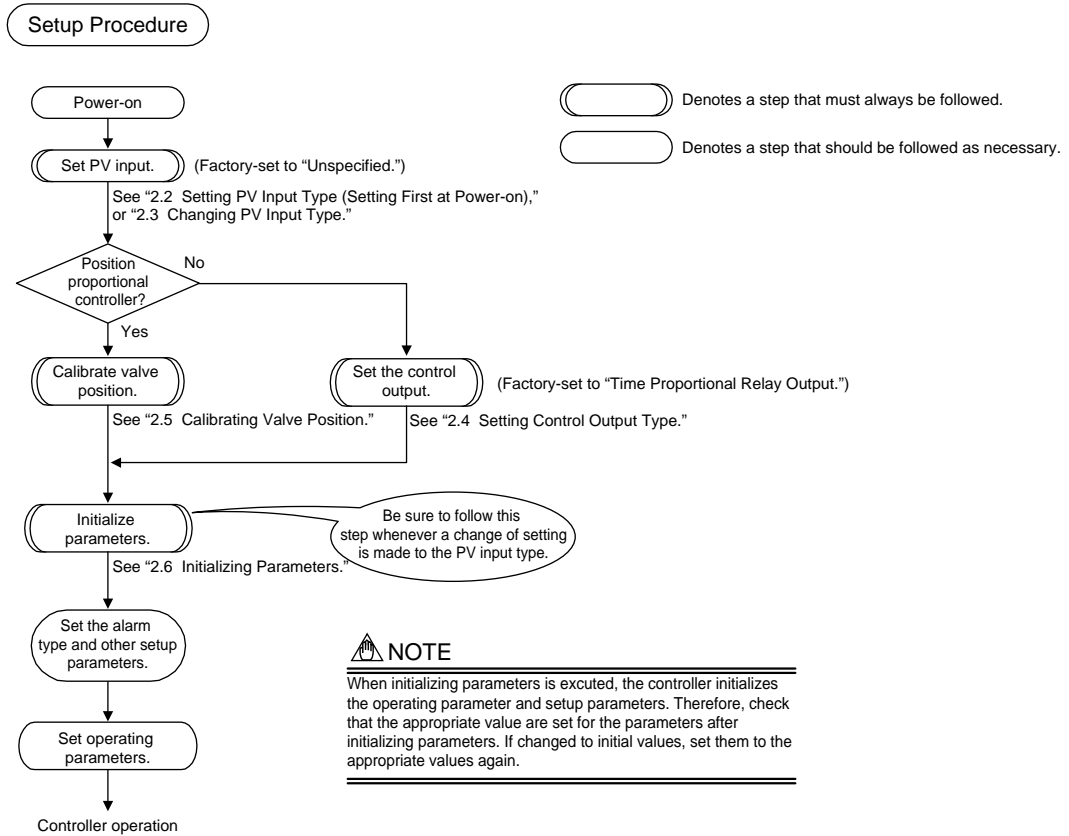 Setup Procedure
Power-on
Denotes a step that must always be followed.
Denotes a step that should be followed as necessary.
Set PV input.
(Factory-set to “Unspecified.”)
See “2.2 Setting PV Input Type (Setting First at Power-on),”
or “2.3 Changing PV Input Type.”
Position
proportional
controller?
No
Yes
Calibrate valve
position.
Set the control
output.
(Factory-set to “Time Proportional Relay Output.”)
See “2.5 Calibrating Valve Position.”
See “2.4 Setting Control Output Type.”
Initialize
parameters.
Be sure to follow this
step whenever a change of setting
is made to the PV input type.
See “2.6 Initializing Parameters.”
Set the alarm
type and other setup
parameters.
NOTE
When initializing parameters is excuted, the controller initializes
the operating parameter and setup parameters. Therefore, check
that the appropriate value are set for the parameters after
initializing parameters. If changed to initial values, set them to the
appropriate values again.
Set operating
parameters.
Controller operation